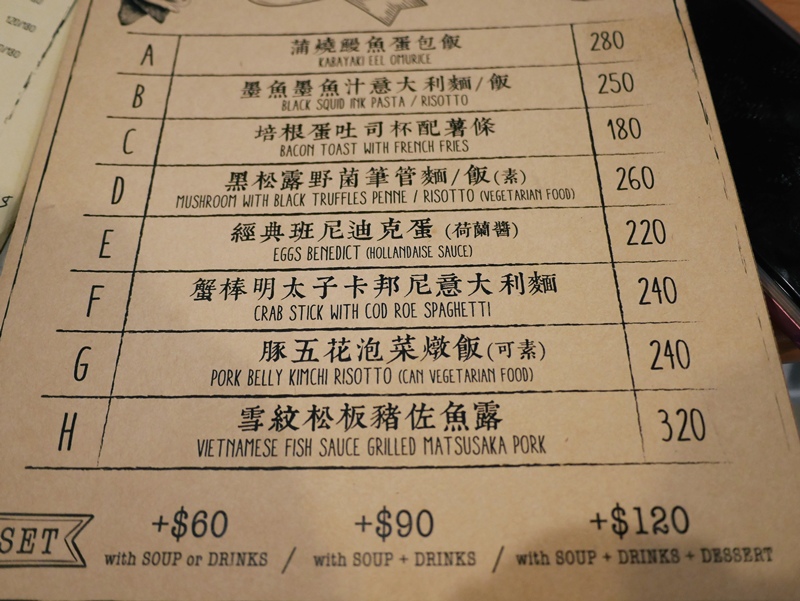 A
蒲燒鰻魚蛋包飯
280
KABAYAKI EEL OMURICE
B
墨魚墨魚汁意大利麵/飯
250
BLACK SQUID INK PASTA / RISOTTO
C
培根蛋吐司杯配薯條
180
BACON TOAST WITH FRENCH FRIES
D
黑松露野菌筆管麵/飯(素)
260
MUSHROOM WITH BLACK TRUFFLES PENNE / RISOTTO (VEGETARIAN FOOD)
E
經典班尼迪克蛋 (荷蘭醬)
220
EGGS BENEDICT (HOLLANDAISE SAUCE)
F
蟹棒明太子卡邦尼意大利麵
240
CRAB STICK WITH COD ROE SPAGHETTI
G
豚五花泡菜燉飯(可素)
240
PORK BELLY KIMCHI RISOTTO (CAN VEGETARIAN FOOD)
H
雪紋松板豬佐魚露
320
VIETNAMESE FISH SAUCE GRILLED MATSUSAKA PORK
SET
+$60 +$90 +$120
with SOUP or DRINKS / with SOUP + DRINKS / with SOUP + DRINKS + DESSERT